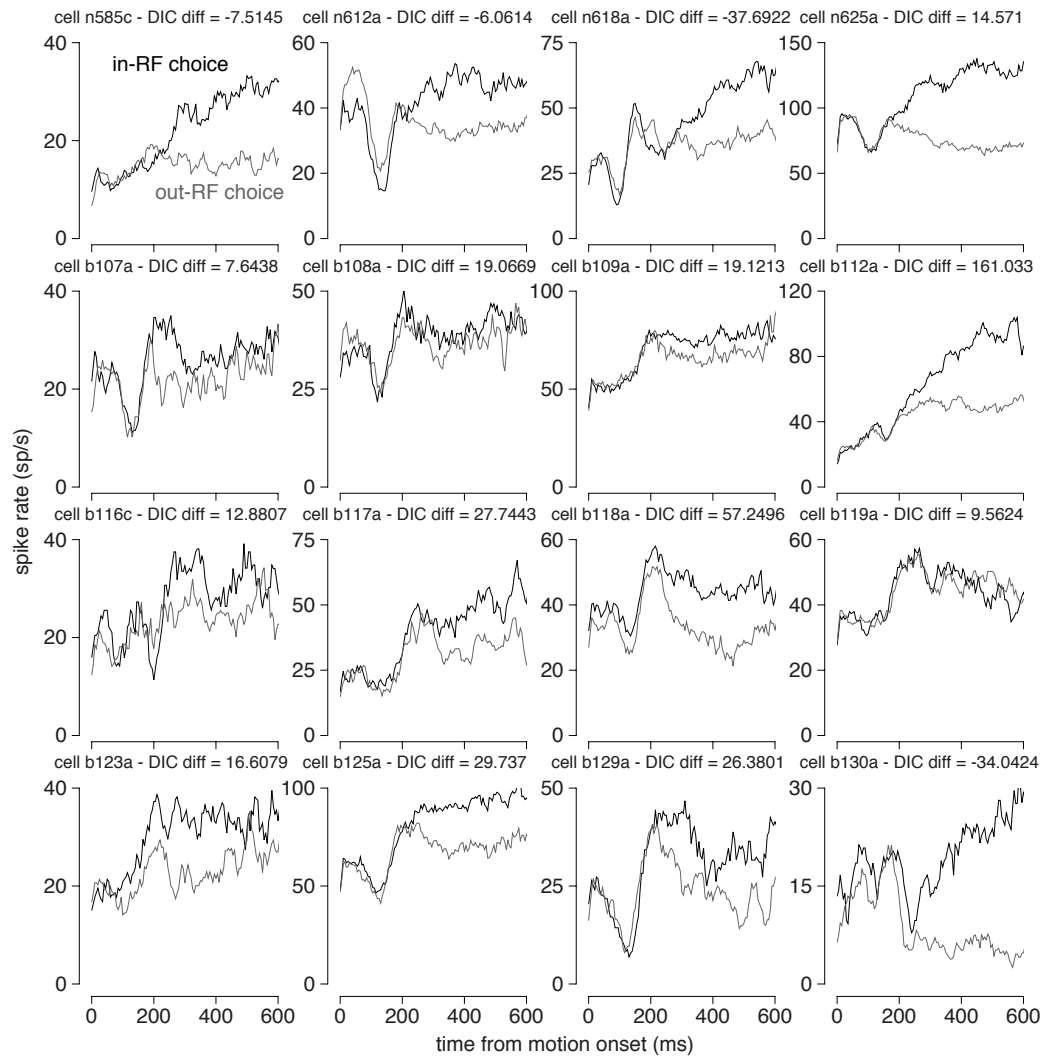 cell n585c - DIC diff = -7.5145
cell n612a - DIC diff = -6.0614
cell n618a - DIC diff = -37.6922
cell n625a - DIC diff = 14.571
40
20
0
in-RF choice
out-RF choice
60
40
20
0
75
50
25
0
150
100
50
0
cell b107a - DIC diff = 7.6438
cell b108a - DIC diff = 19.0669
cell b109a - DIC diff = 19.1213
cell b112a - DIC diff = 161.033
40
20
0
50
25
0
100
50
0
120
80
40
0
spike rate (sp/s)
cell b116c - DIC diff = 12.8807
cell b117a - DIC diff = 27.7443
cell b118a - DIC diff = 57.2496
cell b119a - DIC diff = 9.5624
40
20
0
75
50
25
0
60
40
20
0
60
40
20
0
cell b123a - DIC diff = 16.6079
cell b125a - DIC diff = 29.737
cell b129a - DIC diff = 26.3801
cell b130a - DIC diff = -34.0424
40
20
0
100
50
0
50
25
0
30
15
0
0 200 400 600
0 200 400 600
0 200 400 600
0 200 400 600
time from motion onset (ms)